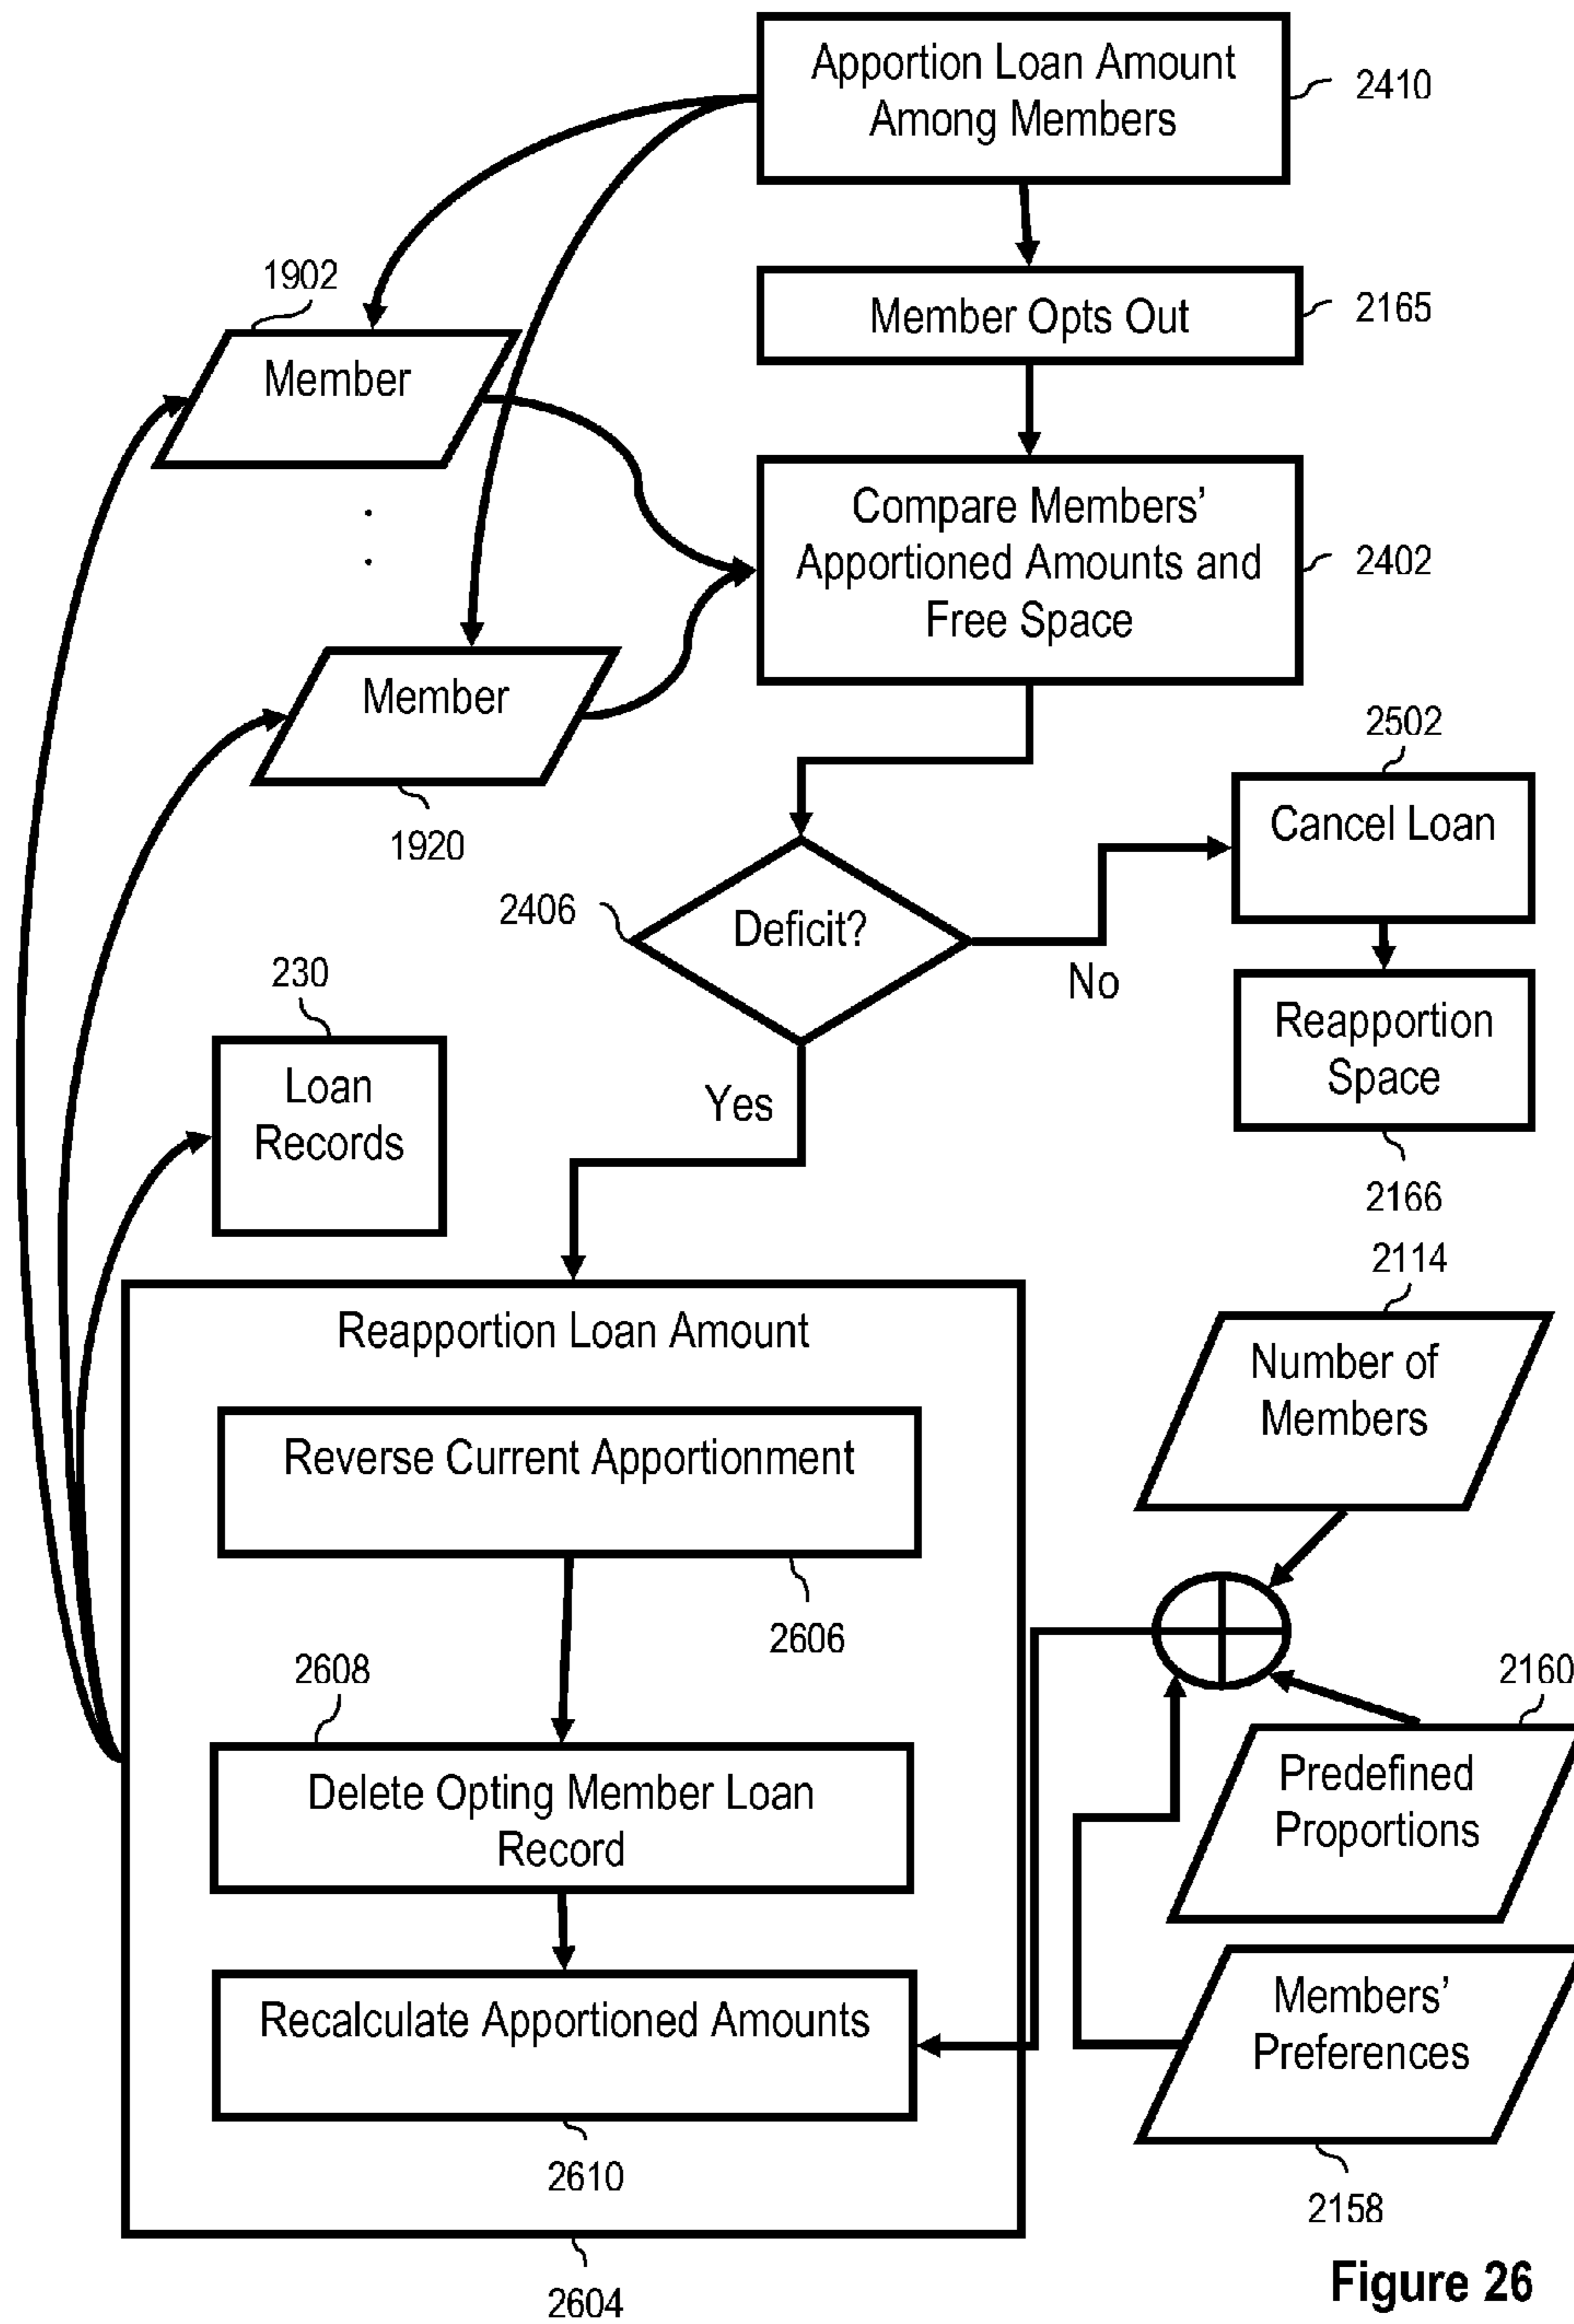 Apportion Loan Amount
Among Members
2410
Member Opts Out
2165
1902
Member
Compare Members'
Apportioned Amounts and
Free Space
2402
Member
1920
2502
Cancel Loan
2406
Deficit?
No
Reapportion
Space
2166
230
Loan
Records
Yes
2114
Number of
Members
Reapportion Loan Amount
Reverse Current Apportionment
2606
2608
Delete Opting Member Loan
Record
2160
Predefined
Proportions
Recalculate Apportioned Amounts
2610
Members'
Preferences
2158
2604
Figure 26